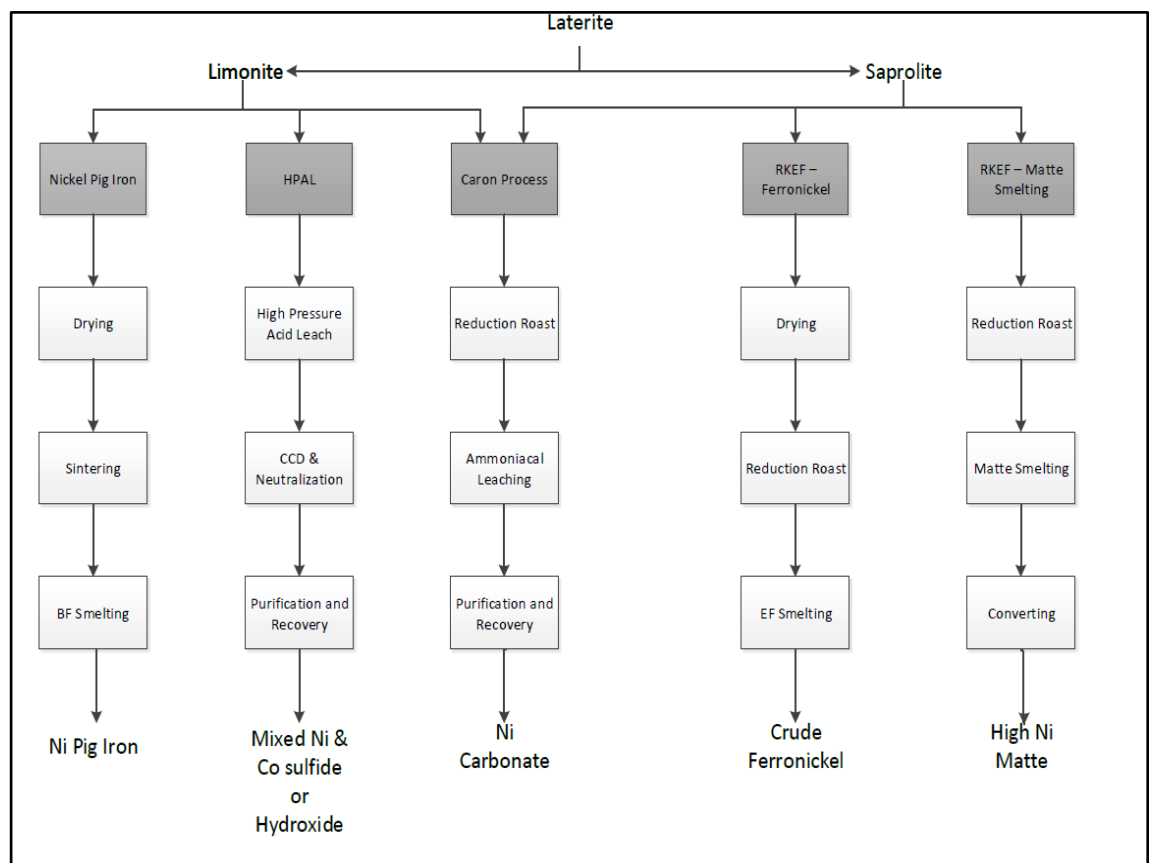 Laterite
Limonite
Saprolite
Nickel Pig Iron
HPAL
Caron Process
RKEF –
Ferronickel
RKEF – Matte
Smelting
Drying
High Pressure
Acid Leach
Reduction Roast
Drying
Reduction Roast
Sintering
CCD &
Neutralization
Ammoniacal
Leaching
Reduction Roast
Matte Smelting
BF Smelting
Purification and
Recovery
Purification and
Recovery
EF Smelting
Converting
Ni Pig Iron
Mixed Ni &
Co sulfide
or
Hydroxide
Ni
Carbonate
Crude
Ferronickel
High Ni
Matte